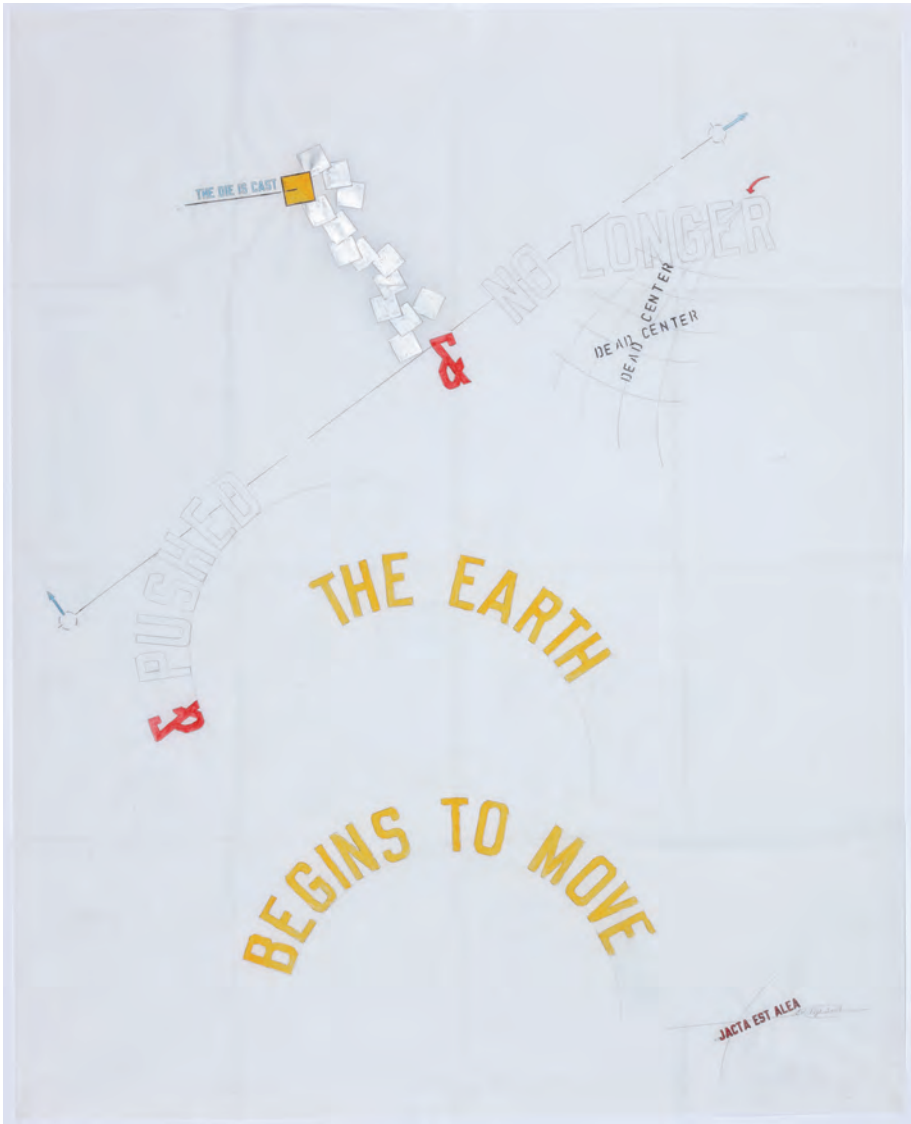 THE DIE IS CAST
NO LONGER
DEAD CENTER
DEAD CENTER
&
PUSHED
&
THE EARTH
BEGINS TO MOVE
JACTA EST ALEA